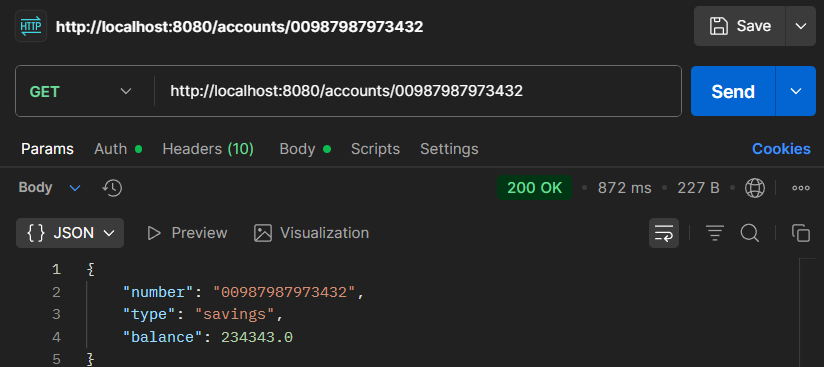 HTTP http://localhost:8080/accounts/00987987973432 Save
GET http://localhost:8080/accounts/00987987973432 Send
Params Auth Headers (10) Body Scripts Settings Cookies
Body 200 OK 872 ms 227 B
{} JSON Preview Visualization
1 {
2 "number": "00987987973432",
3 "type": "savings",
4 "balance": 234343.0
5 }